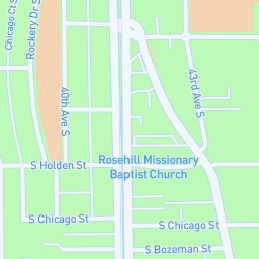 Chicago Ct S
Rockery Dr S
40th Ave S
43rd Ave S
S Holden St
Rosehill Missionary
Baptist Church
S Chicago St
S Chicago St
S Bozeman St